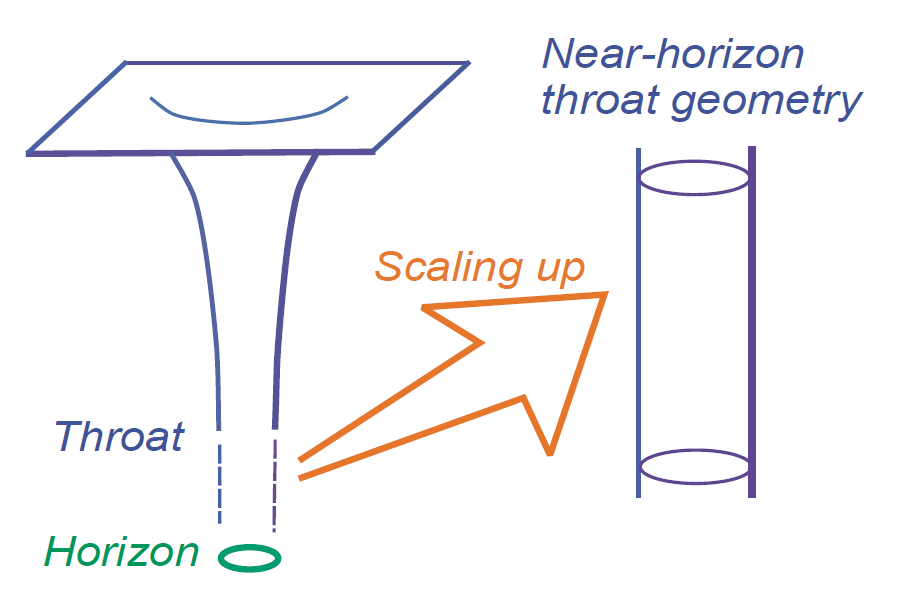 Near-horizon
throat geometry
Scaling up
Throat
Horizon